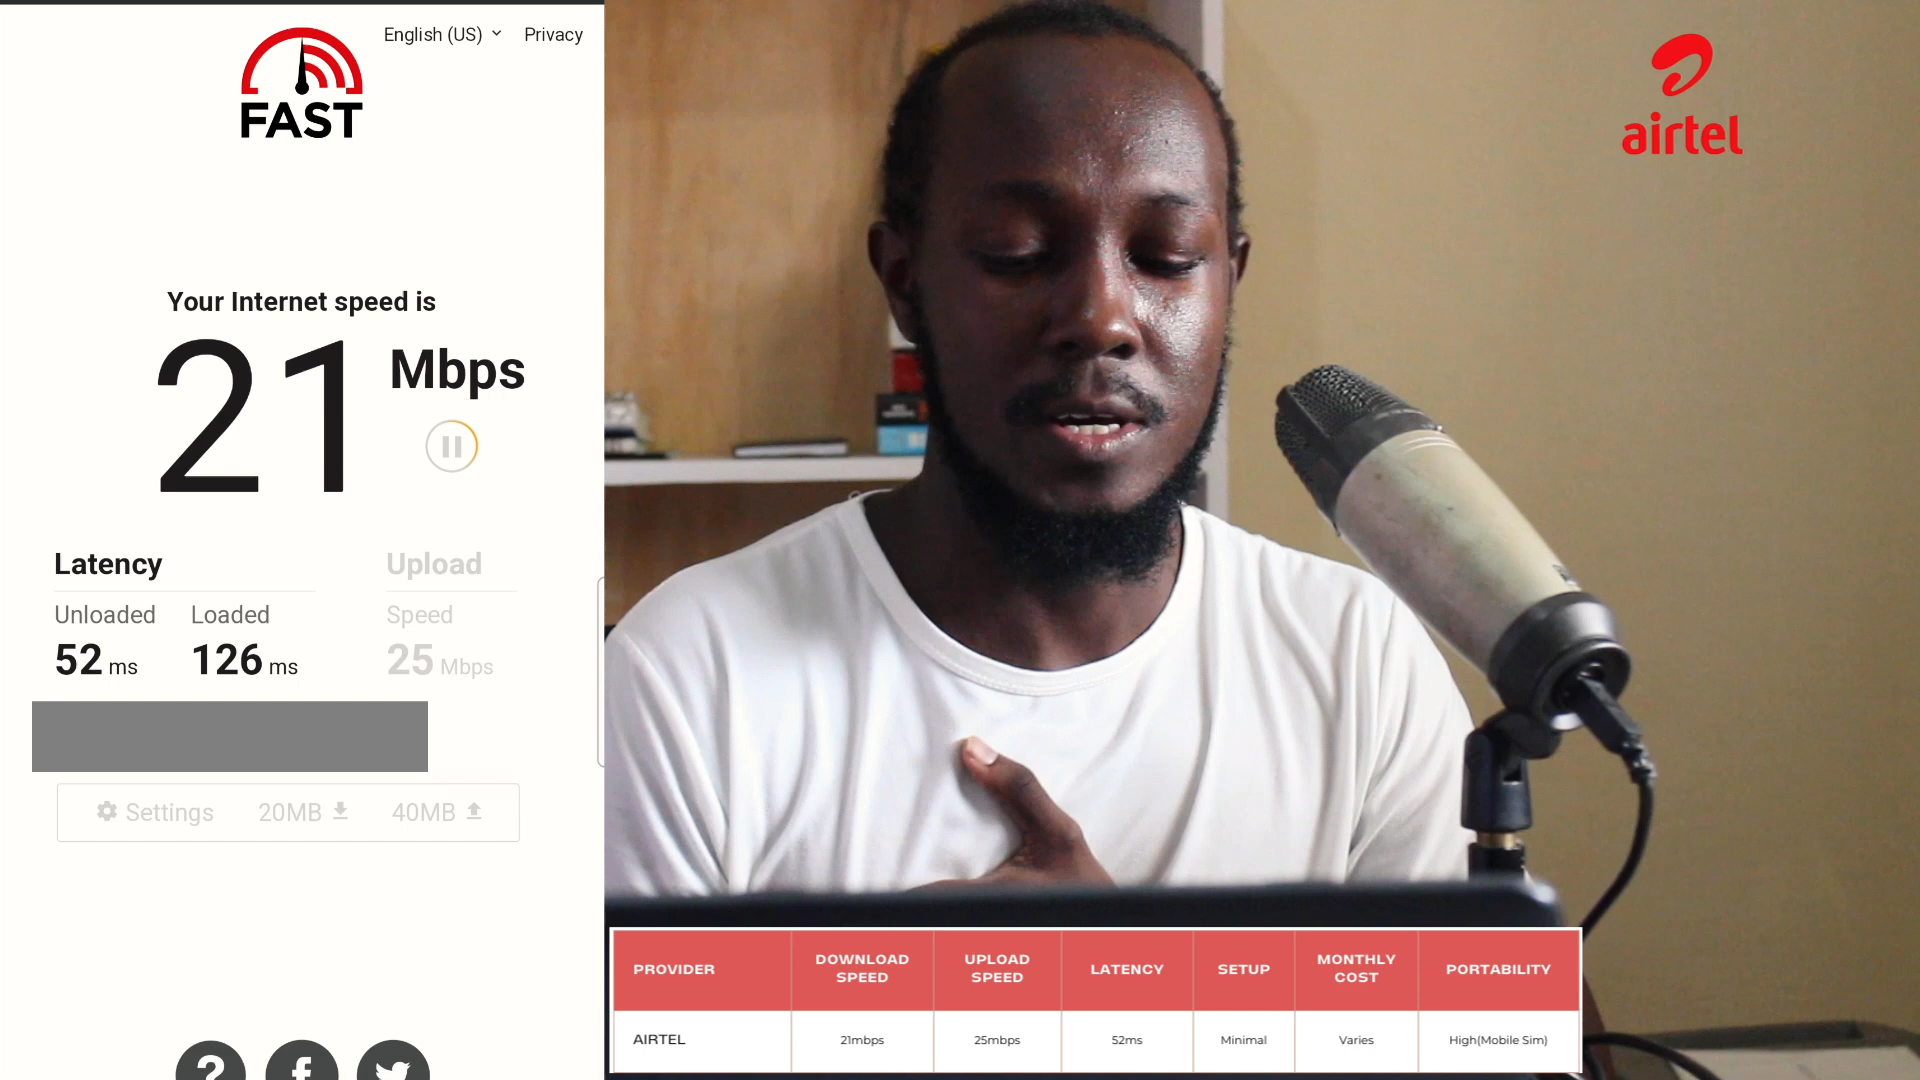 English (US) Privacy
FAST
Your Internet speed is
21 Mbps
Latency Upload
Unloaded Loaded Speed
52 ms 126 ms 25 Mbps
Settings 20MB 40MB
airtel
PROVIDER DOWNLOAD SPEED UPLOAD SPEED LATENCY SETUP MONTHLY COST PORTABILITY
AIRTEL 21mbps 25mbps 52ms Minimal Varies High(Mobile Sim)